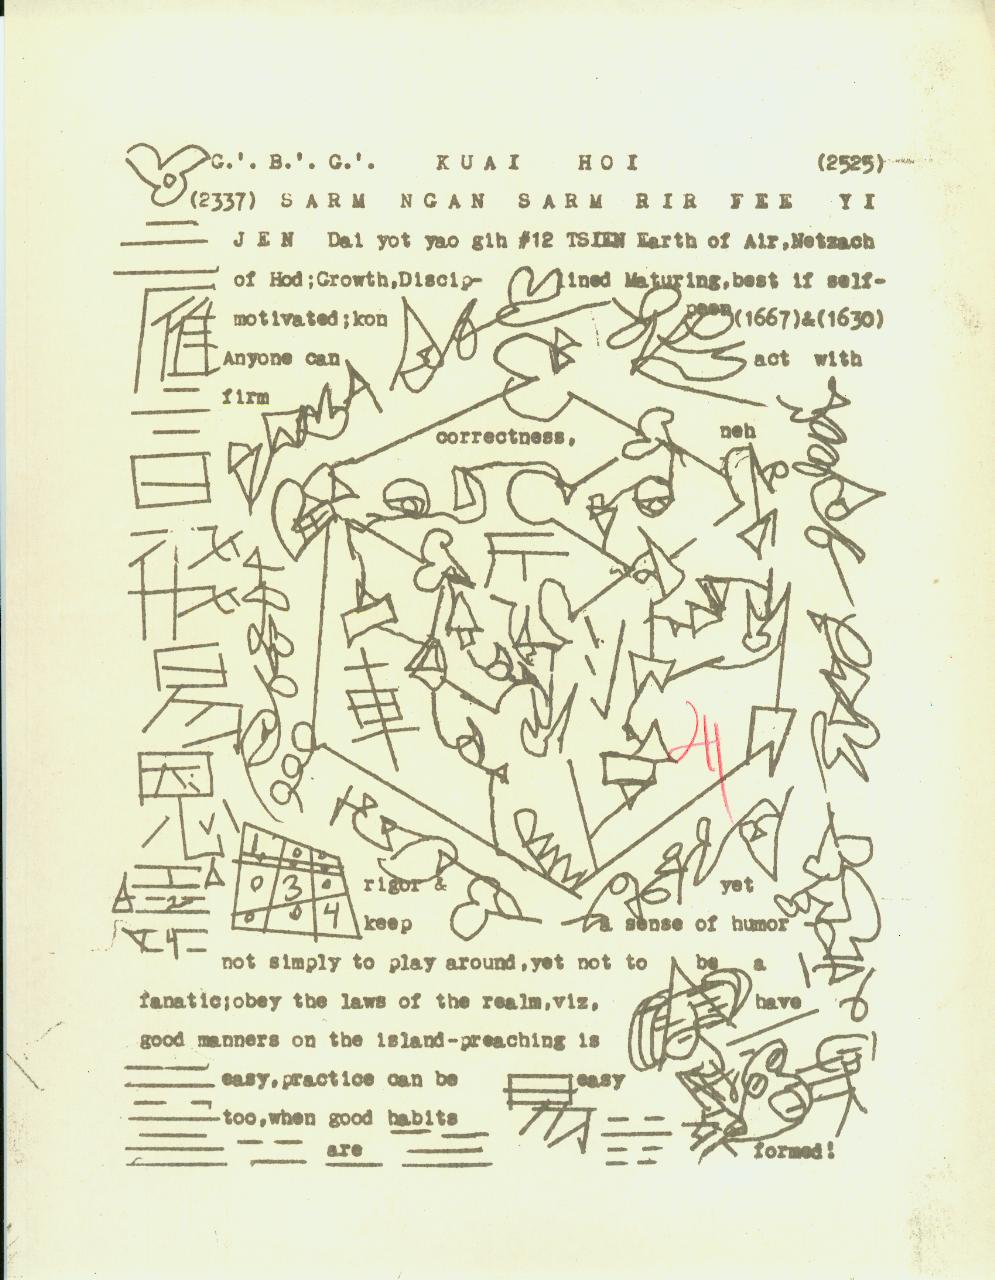 G.'. B.'. G.'. KUAI HOI (2525)
(2337) SARM NGAN SARM RIR FEE YI
JEN Dai yot yao gih #12 TSIEN Earth of Air,Netzach
of Hod;Growth,Discip- lined Maturing,best if self-
motivated;kon peen(1667)&(1630)
Anyone can act with
firm
correctness, neh
24
1 0 0
0 3 0
0 0 4
rigor & yet
keep a sense of humor
not simply to play around,yet not to be a
fanatic;obey the laws of the realm,viz,
have
good manners on the island-preaching is
easy,practice can be easy
too,when good habits
are formed!